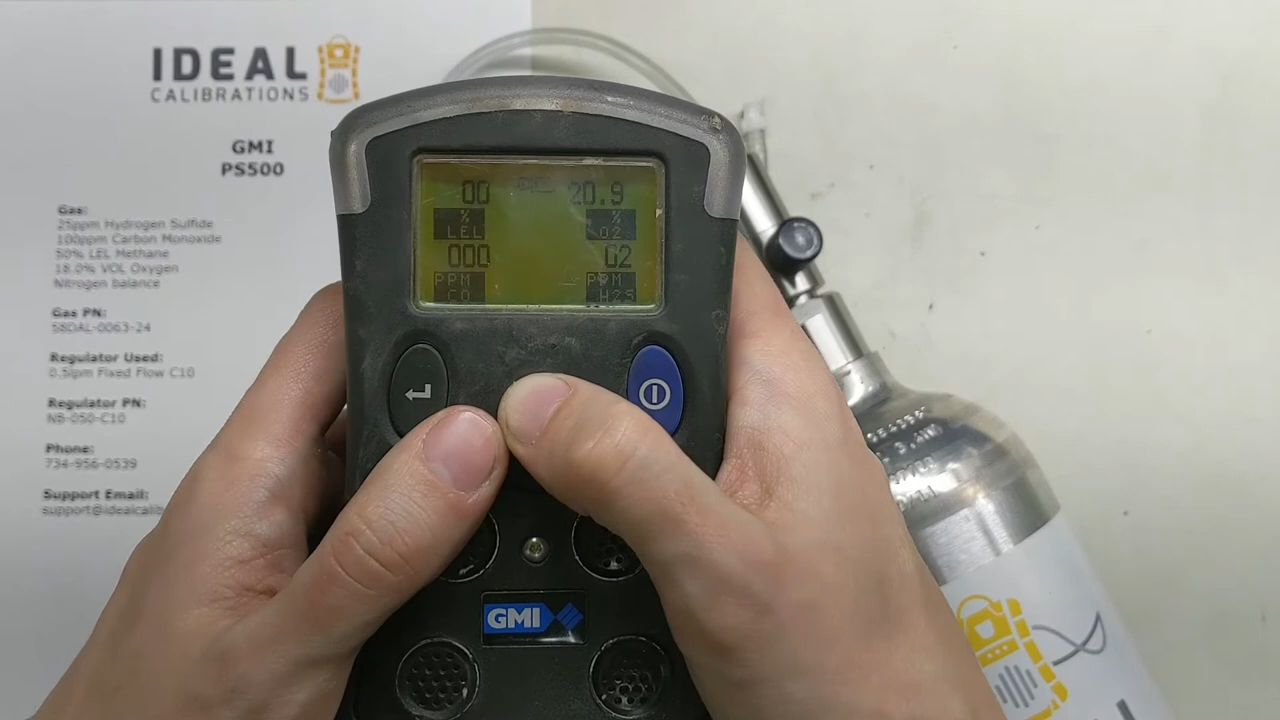 IDEAL
CALIBRATIONS
GMI
PS500
Gas:
25ppm Hydrogen Sulfide
100ppm Carbon Monoxide
50% LEL Methane
18.0% VOL Oxygen
Nitrogen balance
Gas PN:
58DAL-0063-24
Regulator Used:
0.5lpm Fixed Flow C10
Regulator PN:
NB-050-C10
Phone:
734-956-0539
Support Email:
support@idealcalib
00 20.9
% %
LEL O2
000 02
PPM PPM
CO H2S
GMI